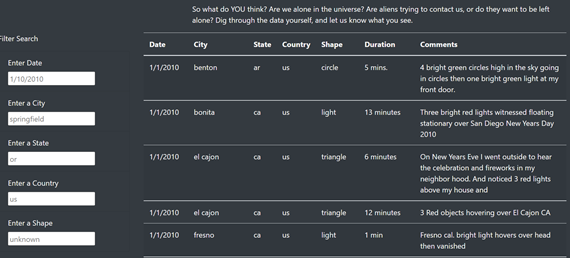 So what do YOU think? Are we alone in the universe? Are aliens trying to contact us, or do they want to be left
alone? Dig through the data yourself, and let us know what you see.
Filter Search
Enter Date
1/10/2010
Enter a City
springfield
Enter a State
or
Enter a Country
us
Enter a Shape
unknown
Date City State Country Shape Duration Comments
1/1/2010 benton ar us circle 5 mins. 4 bright green circles high in the sky going
in circles then one bright green light at my
front door.
1/1/2010 bonita ca us light 13 minutes Three bright red lights witnessed floating
stationary over San Diego New Years Day
2010
1/1/2010 el cajon ca us triangle 6 minutes On New Years Eve I went outside to hear
the celebration and fireworks in my
neighbor hood. And noticed 3 red lights
above my house and
1/1/2010 el cajon ca us triangle 12 minutes 3 Red objects hovering over El Cajon CA
1/1/2010 fresno ca us light 1 min Fresno cal. bright light hovers over head
then vanished